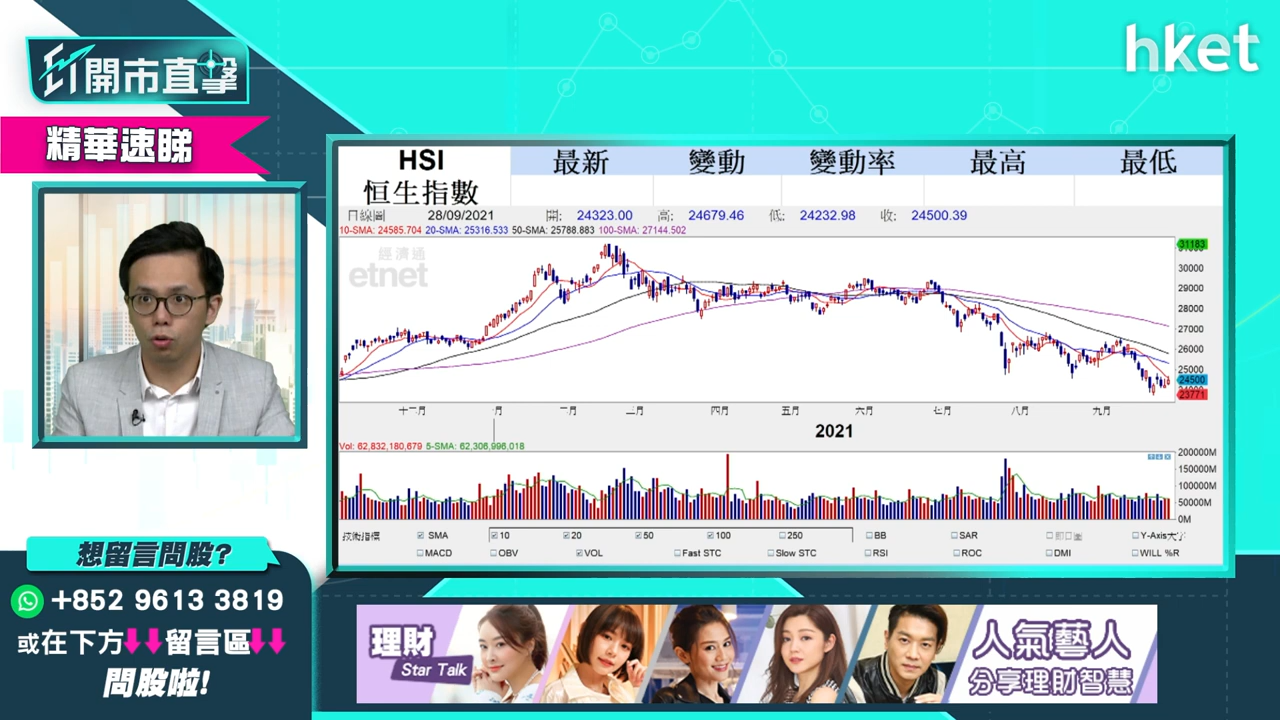 ET開市直擊
hket
精華速睇
HSI
恒生指數
最新 變動 變動率 最高 最低
日線圖 28/09/2021 開: 24323.00 高: 24679.46 低: 24232.98 收: 24500.39
10-SMA: 24585.704 20-SMA: 25316.533 50-SMA: 25788.883 100-SMA: 27144.502
經濟通
etnet
31183
30000
29000
28000
27000
26000
25000
24500
23771
十二月 一月 二月 三月 四月 五月 六月 七月 八月 九月
2021
Vol: 62,832,180,679 5-SMA: 62,306,996,018
200000M
150000M
100000M
50000M
0M
技術指標 SMA 10 20 50 100 250 BB SAR Y-Axis大字
MACD OBV VOL Fast STC Slow STC RSI ROC DMI WILL %R
想留言問股?
+852 9613 3819
或在下方↓↓留言區↓↓
問股啦!
理財
Star Talk
人氣藝人
分享理財智慧